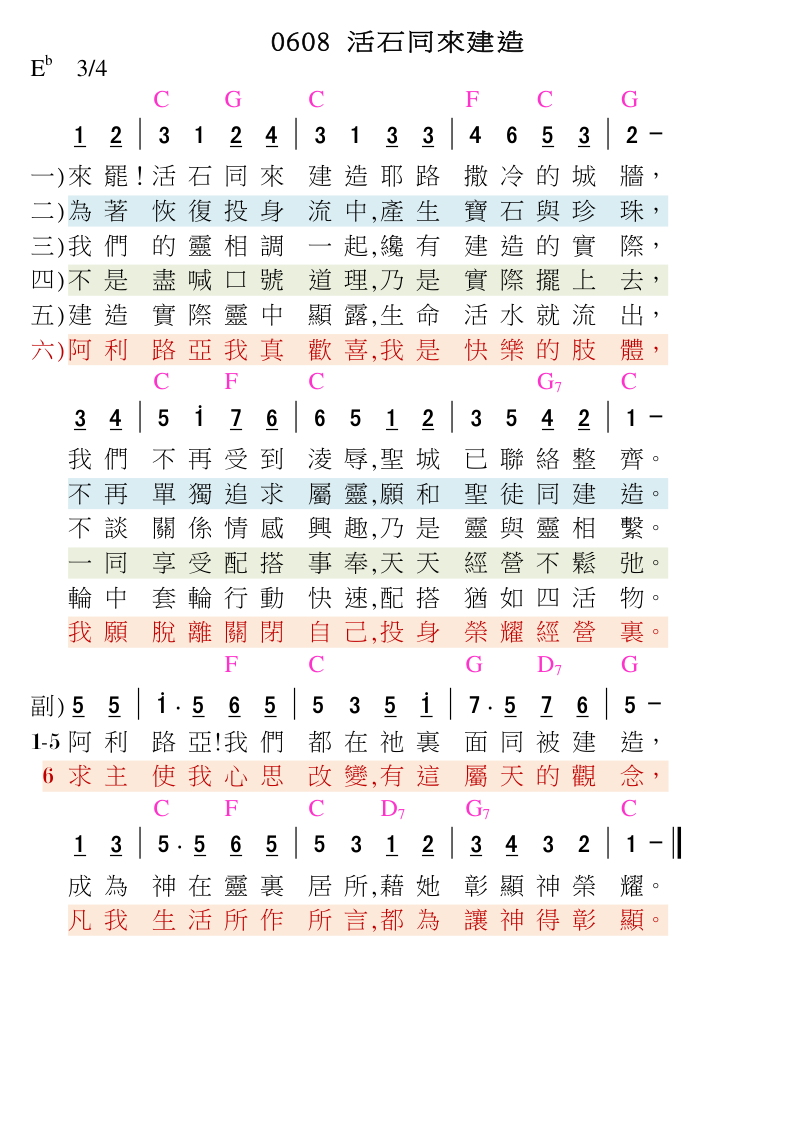 0608 活石同來建造
E♭ 3/4
C G C F C G
1 2 | 3 1 2 4 | 3 1 3 3 | 4 6 5 3 | 2 －
一)來罷!活石同來 建造耶路 撒冷的城 牆，
二)為著 恢復投身 流中,產生 寶石與珍 珠，
三)我們 的靈相調 一起,纔有 建造的實 際，
四)不是 盡喊口號 道理,乃是 實際擺上 去，
五)建造 實際靈中 顯露,生命 活水就流 出，
六)阿利 路亞我真 歡喜,我是 快樂的肢 體，
C F C G7 C
3 4 | 5 i 7 6 | 6 5 1 2 | 3 5 4 2 | 1 －
我們 不再受到 淩辱,聖城 已聯絡整 齊。
不再 單獨追求 屬靈,願和 聖徒同建 造。
不談 關係情感 興趣,乃是 靈與靈相 繫。
一同 享受配搭 事奉,天天 經營不鬆 弛。
輪中 套輪行動 快速,配搭 猶如四活 物。
我願 脫離關閉 自己,投身 榮耀經營 裏。
F C G D7 G
副) 5 5 | i · 5 6 5 | 5 3 5 i | 7 · 5 7 6 | 5 －
1-5 阿利 路亞!我們 都在祂裏 面同被建 造，
6 求主 使我心思 改變,有這 屬天的觀 念，
C F C D7 G7 C
1 3 | 5 · 5 6 5 | 5 3 1 2 | 3 4 3 2 | 1 － ‖
成為 神在靈裏 居所,藉她 彰顯神榮 耀。
凡我 生活所作 所言,都為 讓神得彰 顯。